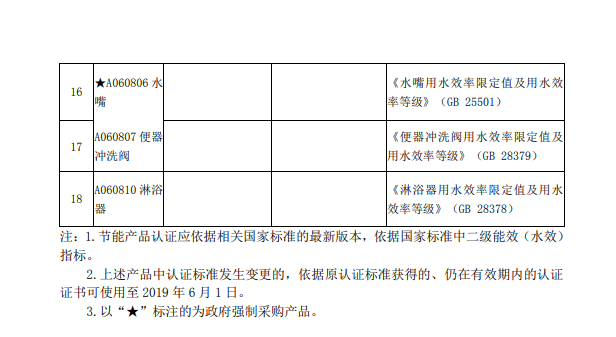 16
★A060806 水
嘴
《水嘴用水效率限定值及用水效
率等级》（GB 25501）
17
A060807 便器
冲洗阀
《便器冲洗阀用水效率限定值及
用水效率等级》（GB 28379）
18
A060810 淋浴
器
《淋浴器用水效率限定值及用水
效率等级》（GB 28378）
注：1.节能产品认证应依据相关国家标准的最新版本，依据国家标准中二级能效（水效）
指标。
2.上述产品中认证标准发生变更的，依据原认证标准获得的、仍在有效期内的认证
证书可使用至 2019 年 6 月 1 日。
3.以“★”标注的为政府强制采购产品。